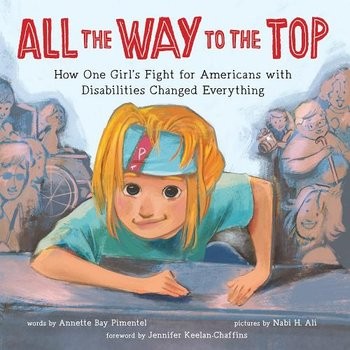 ALL THE WAY TO THE TOP
How One Girl's Fight for Americans with
Disabilities Changed Everything
P
words by Annette Bay Pimentel
pictures by Nabi H. Ali
foreword by Jennifer Keelan-Chaffins